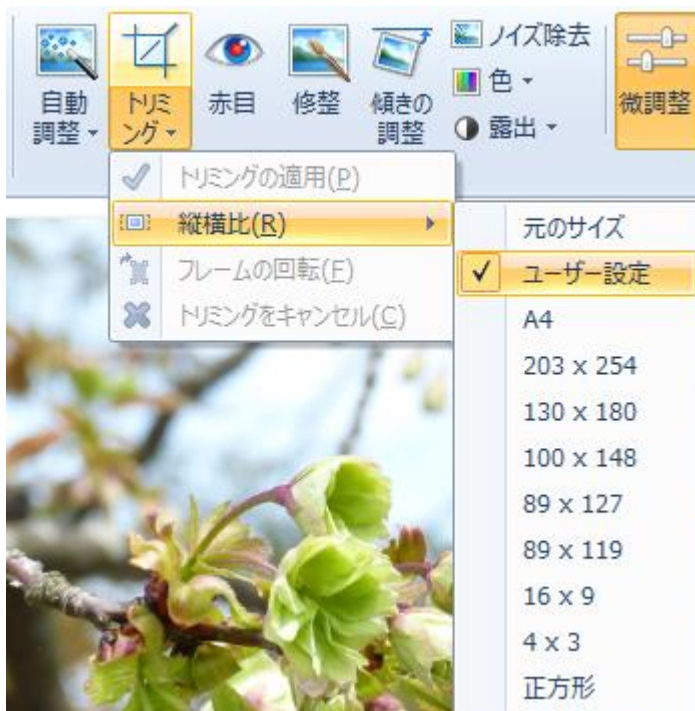 自動
調整
トリミ
ング
赤目
修整
傾きの
調整
ノイズ除去
色
露出
微調整
トリミングの適用(P)
縦横比(R)
フレームの回転(F)
トリミングをキャンセル(C)
元のサイズ
ユーザー設定
A4
203 x 254
130 x 180
100 x 148
89 x 127
89 x 119
16 x 9
4 x 3
正方形